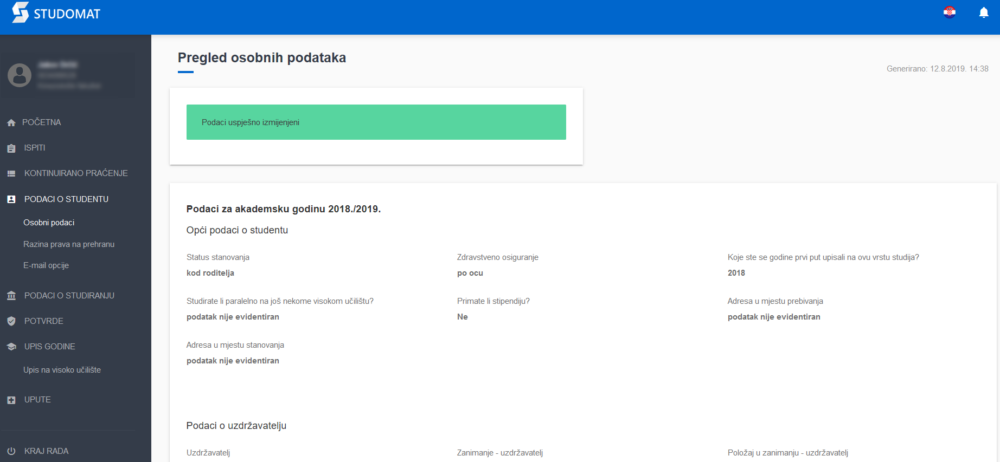 STUDOMAT
POČETNA
ISPITI
KONTINUIRANO PRAĆENJE
PODACI O STUDENTU
Osobni podaci
Razina prava na prehranu
E-mail opcije
PODACI O STUDIRANJU
POTVRDE
UPIS GODINE
Upis na visoko učilište
UPUTE
KRAJ RADA
Pregled osobnih podataka
Generirano: 12.8.2019. 14:38
Podaci uspješno izmijenjeni
Podaci za akademsku godinu 2018./2019.
Opći podaci o studentu
Status stanovanja
kod roditelja
Zdravstveno osiguranje
po ocu
Koje ste se godine prvi put upisali na ovu vrstu studija?
2018
Studirate li paralelno na još nekome visokom učilištu?
podatak nije evidentiran
Primate li stipendiju?
Ne
Adresa u mjestu prebivanja
podatak nije evidentiran
Adresa u mjestu stanovanja
podatak nije evidentiran
Podaci o uzdržavatelju
Uzdržavatelj
Zanimanje - uzdržavatelj
Položaj u zanimanju - uzdržavatelj